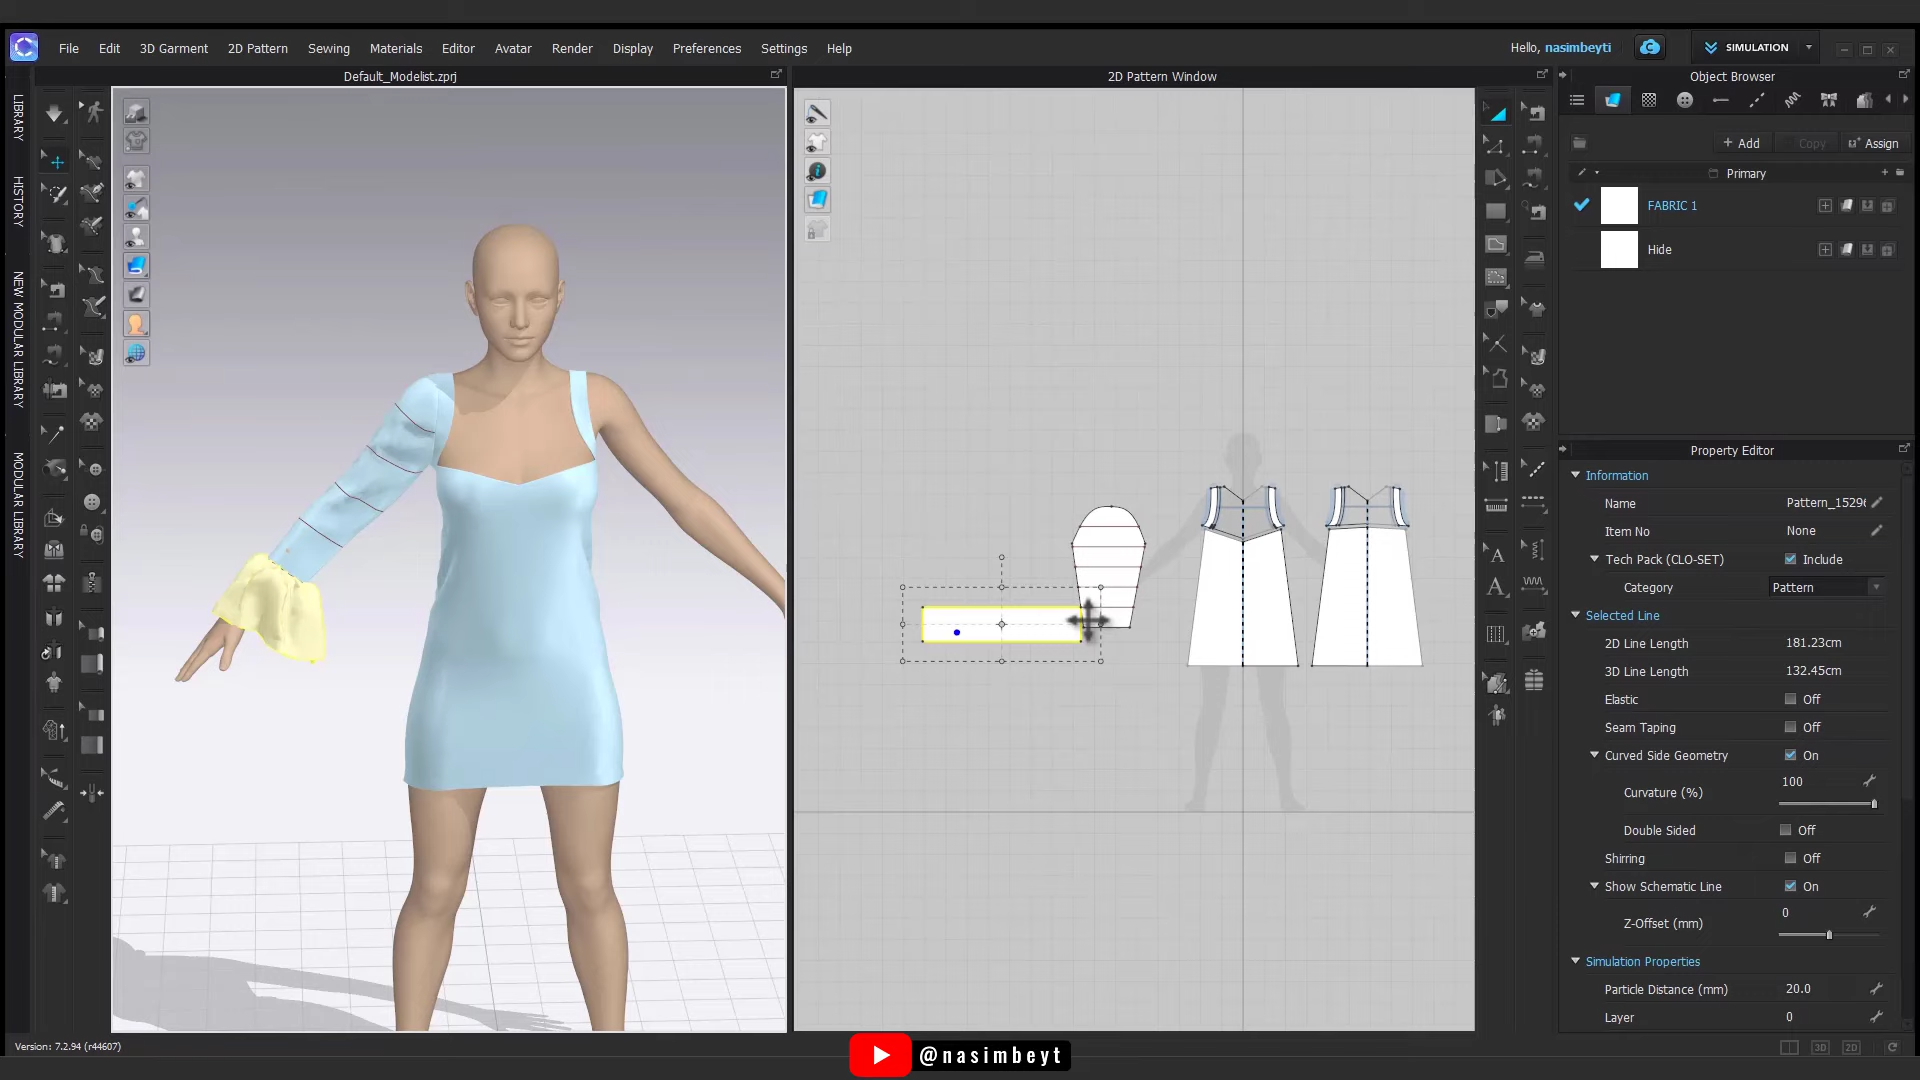 File Edit 3D Garment 2D Pattern Sewing Materials Editor Avatar Render Display Preferences Settings Help
Hello, nasimbeyti
SIMULATION
Default_Modelist.zprj
2D Pattern Window
Object Browser
LIBRARY
HISTORY
NEW MODULAR LIBRARY
MODULAR LIBRARY
+ Add Copy Assign
Primary
FABRIC 1
Hide
Property Editor
Information
Name Pattern_1529
Item No None
Tech Pack (CLO-SET) Include
Category Pattern
Selected Line
2D Line Length 181.23cm
3D Line Length 132.45cm
Elastic Off
Seam Taping Off
Curved Side Geometry On
Curvature (%) 100
Double Sided Off
Shirring Off
Show Schematic Line On
Z-Offset (mm) 0
Simulation Properties
Particle Distance (mm) 20.0
Layer 0
Version: 7.2.94 (r44607)
3D 2D
@nasimbeyt